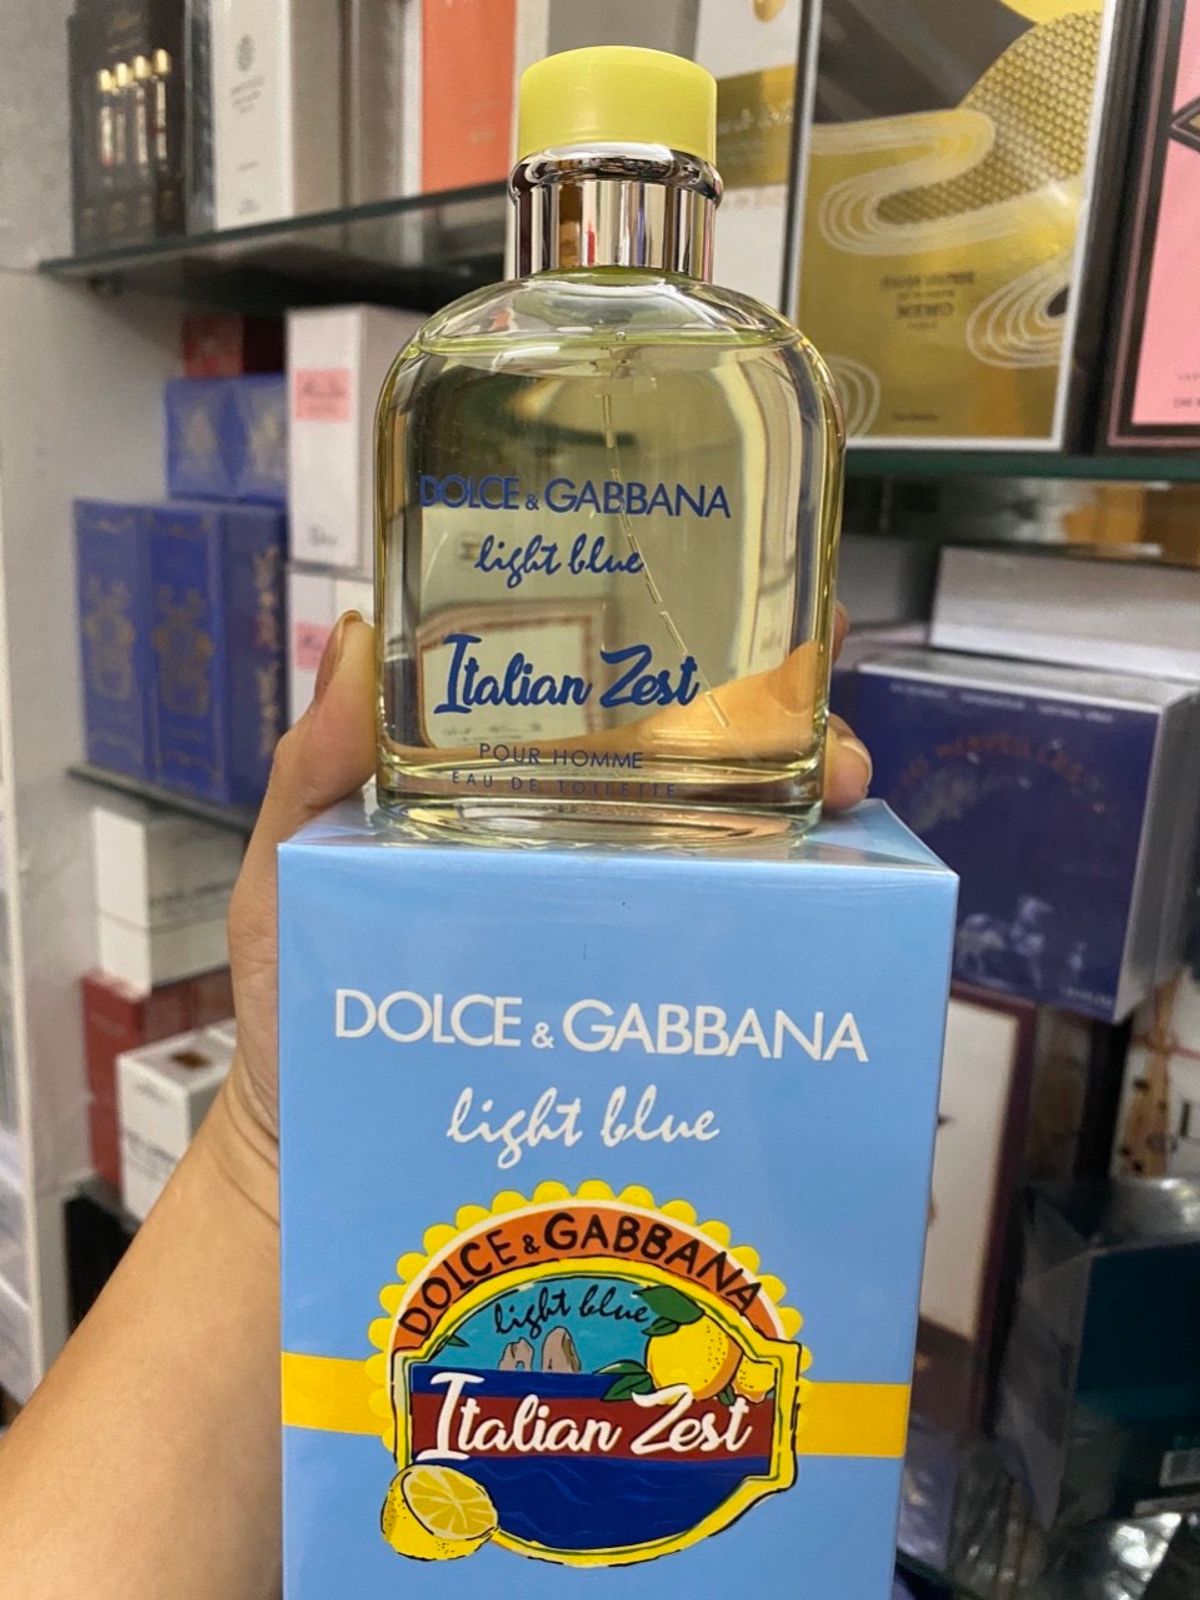 DOLCE & GABBANA
light blue
Italian Zest
POUR HOMME
EAU DE TOILETTE
DOLCE & GABBANA
light blue
DOLCE & GABBANA
light blue
Italian Zest